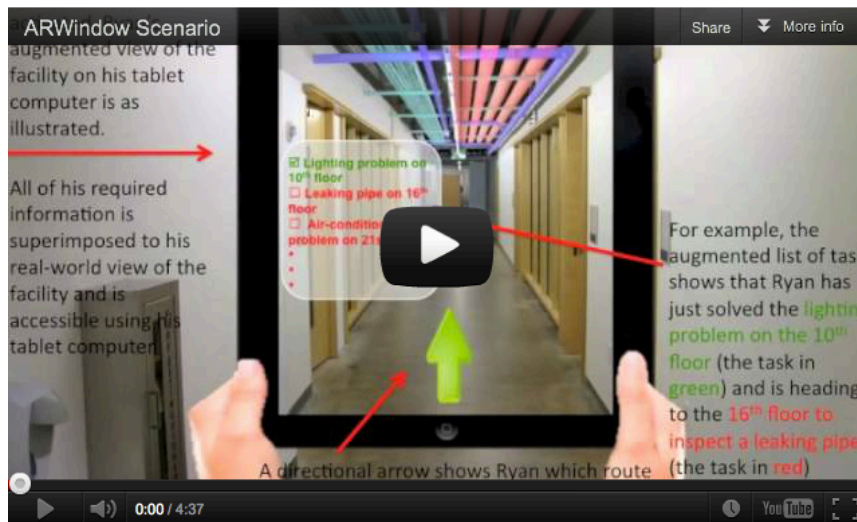 ARWindow Scenario
Share
More info
augmented view of the
facility on his tablet
computer is as
illustrated.
All of his required
information is
superimposed to his
real-world view of the
facility and is
accessible using his
tablet computer.
☑ Lighting problem on
10th floor
☐ Leaking pipe on 16th
floor
☐ Air-condition
problem on 21s
For example, the
augmented list of tas
shows that Ryan has
just solved the lightin
problem on the 10th
floor (the task in
green) and is heading
to the 16th floor to
inspect a leaking pipe
(the task in red)
A directional arrow shows Ryan which route
0:00 / 4:37
YouTube